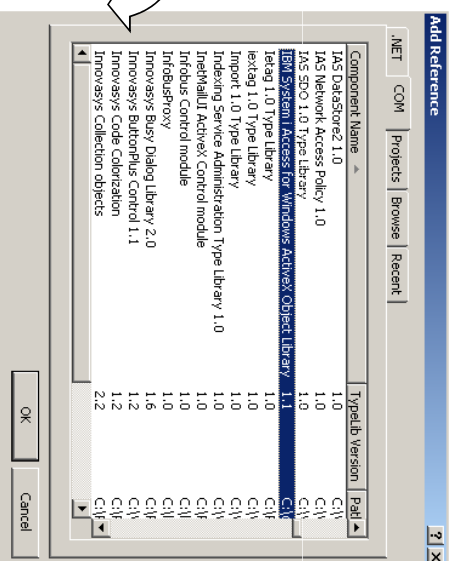 Add Reference
.NET COM Projects Browse Recent
Component Name TypeLib Version Patl
IAS DataStore2 1.0 1.0 C:\\
IAS Network Access Policy 1.0 1.0 C:\\
IAS SDO 1.0 Type Library 1.0 C:\\
IBM System i Access for Windows ActiveX Object Library 1.1 C:\\
Ietag 1.0 Type Library 1.0 C:\
iextag 1.0 Type Library 1.0 C:\
Import 1.0 Type Library 1.0 C:\
Indexing Service Administration Type Library 1.0 1.0 C:\
InetMailUI ActiveX Control module 1.0 C:\
Infobus Control module 1.0 C:\
InfoBusProxy 1.0 C:\
Innovasys Busy Dialog Library 2.0 1.6 C:\
Innovasys ButtonPlus Control 1.1 1.2 C:\
Innovasys Code Colorization 1.2 C:\
Innovasys Collection objects 2.2 C:\
OK Cancel